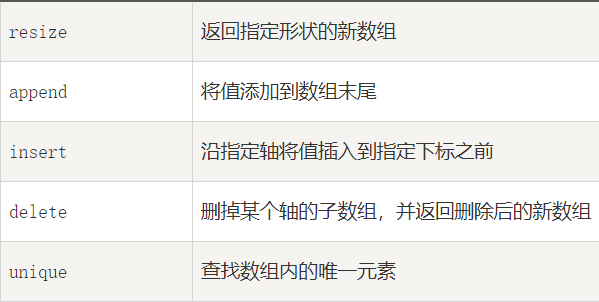 resize 返回指定形状的新数组
append 将值添加到数组末尾
insert 沿指定轴将值插入到指定下标之前
delete 删掉某个轴的子数组，并返回删除后的新数组
unique 查找数组内的唯一元素